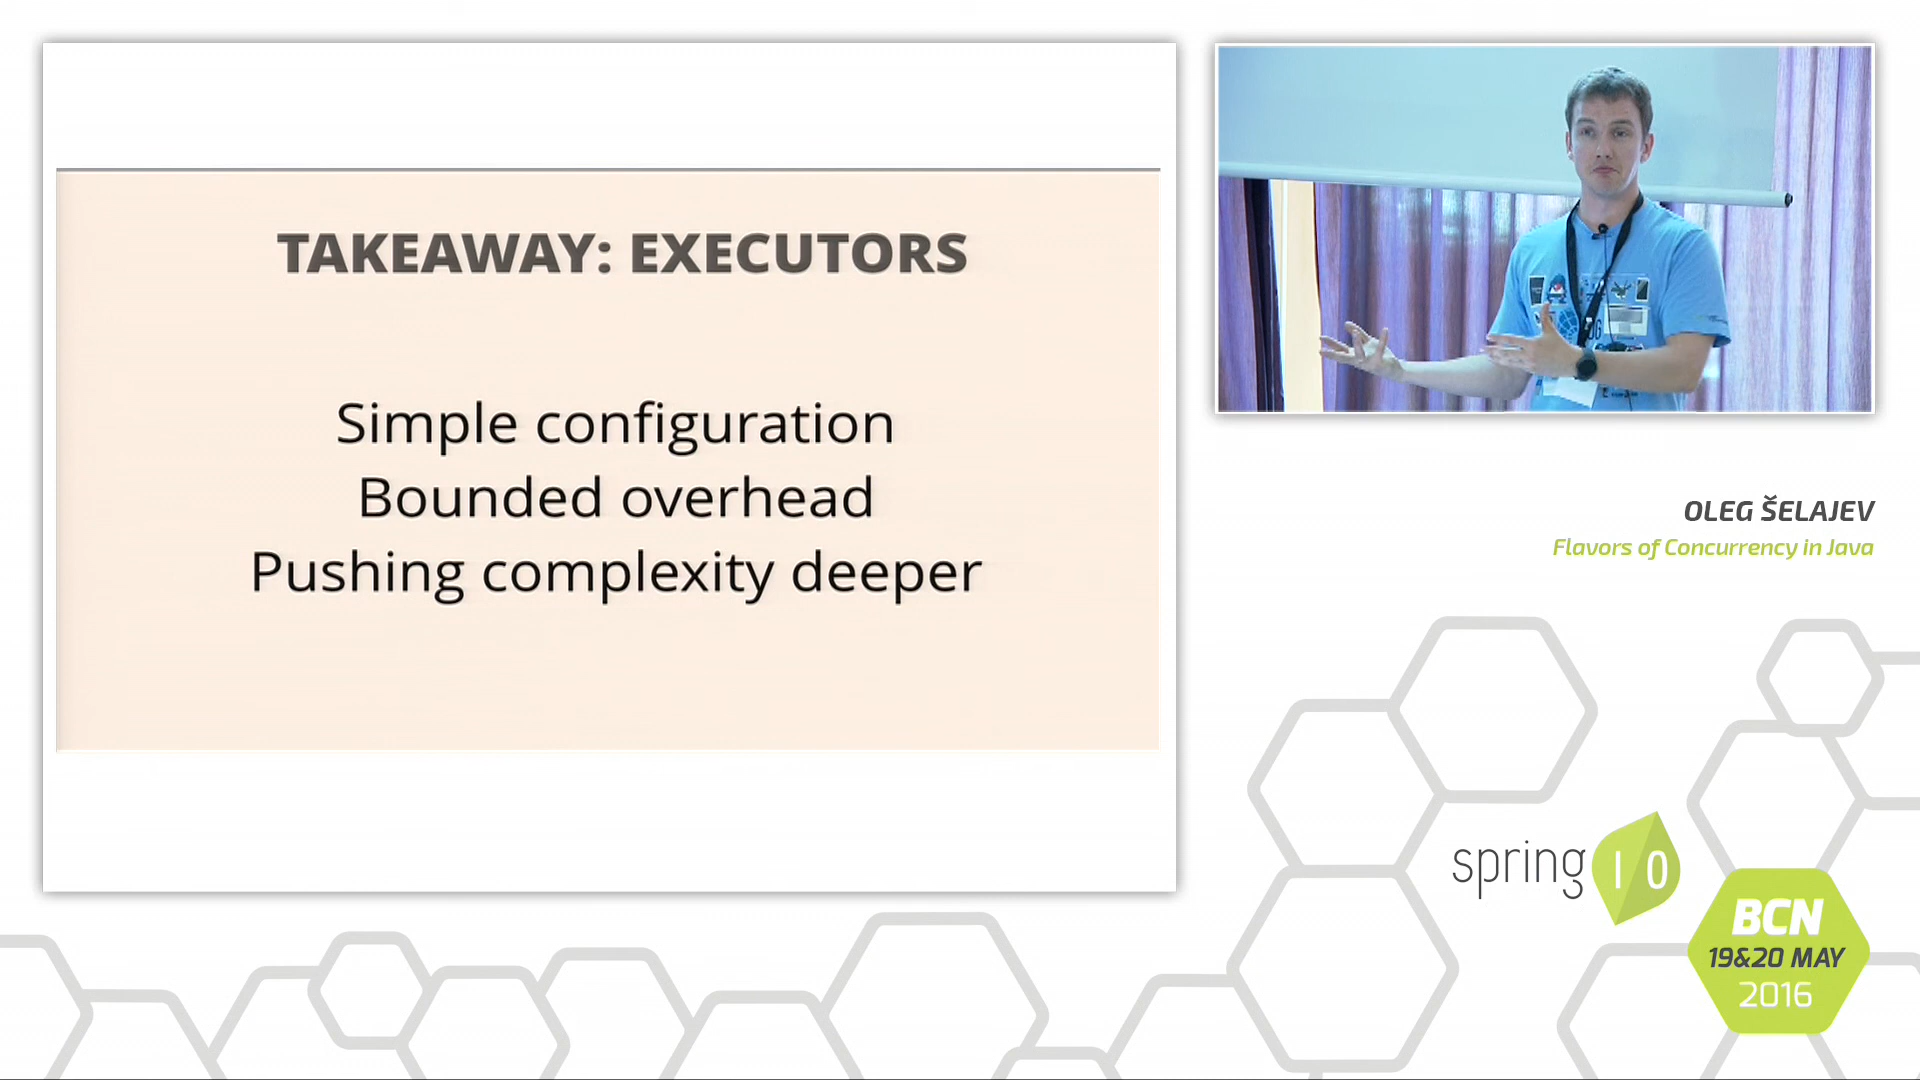 TAKEAWAY: EXECUTORS
Simple configuration
Bounded overhead
Pushing complexity deeper
OLEG ŠELAJEV
Flavors of Concurrency in Java
spring I O
BCN
19&20 MAY
2016